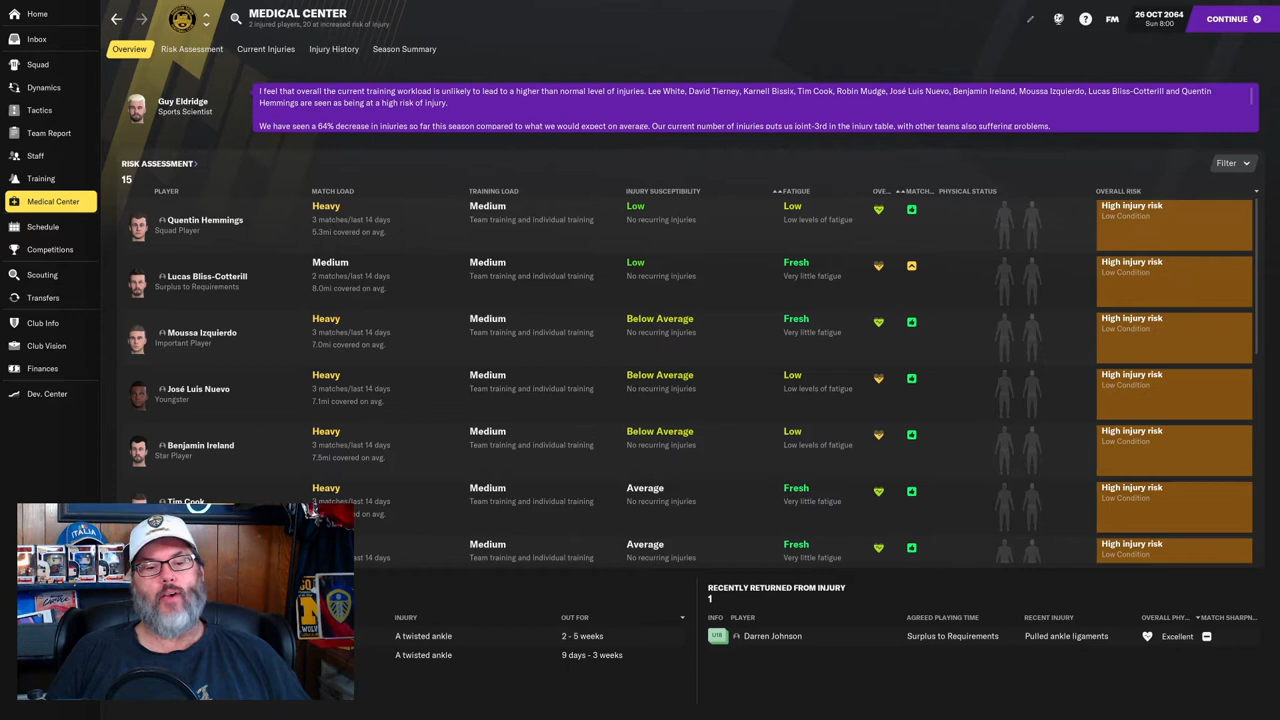 Home
Inbox
Squad
Dynamics
Tactics
Team Report
Staff
Training
Medical Center
Schedule
Competitions
Scouting
Transfers
Club Info
Club Vision
Finances
Dev. Center
MEDICAL CENTER
2 injured players, 20 at increased risk of injury
FM
26 OCT 2064
Sun 8:00
CONTINUE
Overview Risk Assessment Current Injuries Injury History Season Summary
Guy Eldridge
Sports Scientist
I feel that overall the current training workload is unlikely to lead to a higher than normal level of injuries. Lee White, David Tierney, Karnell Bissix, Tim Cook, Robin Mudge, José Luis Nuevo, Benjamin Ireland, Moussa Izquierdo, Lucas Bliss-Cotterill and Quentin
Hemmings are seen as being at a high risk of injury.
We have seen a 64% decrease in injuries so far this season compared to what we would expect on average. Our current number of injuries puts us joint-3rd in the injury table, with other teams also suffering problems.
RISK ASSESSMENT
15
Filter
PLAYER MATCH LOAD TRAINING LOAD INJURY SUSCEPTIBILITY FATIGUE OVE... MATCH... PHYSICAL STATUS OVERALL RISK
Quentin Hemmings
Squad Player
Heavy
3 matches/last 14 days
5.3mi covered on avg.
Medium
Team training and individual training
Low
No recurring injuries
Low
Low levels of fatigue
High injury risk
Low Condition
Lucas Bliss-Cotterill
Surplus to Requirements
Medium
2 matches/last 14 days
8.0mi covered on avg.
Medium
Team training and individual training
Low
No recurring injuries
Fresh
Very little fatigue
High injury risk
Low Condition
Moussa Izquierdo
Important Player
Heavy
3 matches/last 14 days
7.0mi covered on avg.
Medium
Team training and individual training
Below Average
No recurring injuries
Fresh
Very little fatigue
High injury risk
Low Condition
José Luis Nuevo
Youngster
Heavy
3 matches/last 14 days
7.1mi covered on avg.
Medium
Team training and individual training
Below Average
No recurring injuries
Low
Low levels of fatigue
High injury risk
Low Condition
Benjamin Ireland
Star Player
Heavy
3 matches/last 14 days
7.5mi covered on avg.
Medium
Team training and individual training
Below Average
No recurring injuries
Low
Low levels of fatigue
High injury risk
Low Condition
Tim Cook
Heavy
3 matches/last 14 days
covered on avg.
Medium
Team training and individual training
Average
No recurring injuries
Fresh
Very little fatigue
High injury risk
Low Condition
last 14 days
Medium
Team training and individual training
Average
No recurring injuries
Fresh
Very little fatigue
High injury risk
Low Condition
ITALIA
INJURY OUT FOR
A twisted ankle 2 - 5 weeks
A twisted ankle 9 days - 3 weeks
RECENTLY RETURNED FROM INJURY
1
INFO PLAYER AGREED PLAYING TIME RECENT INJURY OVERALL PHY... MATCH SHARPN...
U18 Darren Johnson Surplus to Requirements Pulled ankle ligaments Excellent